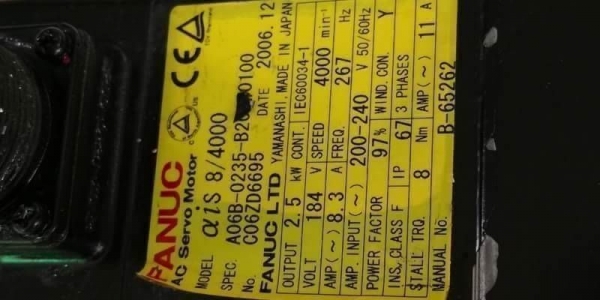 FANUC
AC Servo Motor
MODEL αiS 8/4000
SPEC. A06B-0235-B2 0100
No. C06ZD6695 DATE 2006.12
FANUC LTD YAMANASHI, MADE IN JAPAN
OUTPUT 2.5 kW CONT. IEC60034-1
VOLT 184 V SPEED 4000 min⁻¹
AMP(~) 8.3 A FREQ. 267 Hz
AMP. INPUT(~) 200-240 V 50/60Hz
POWER FACTOR 97% WIND. CON. Y
INS. CLASS F IP 67 3 PHASES
STALL TRQ. 8 Nm AMP(~) 11 A
MANUAL NO. B-65262